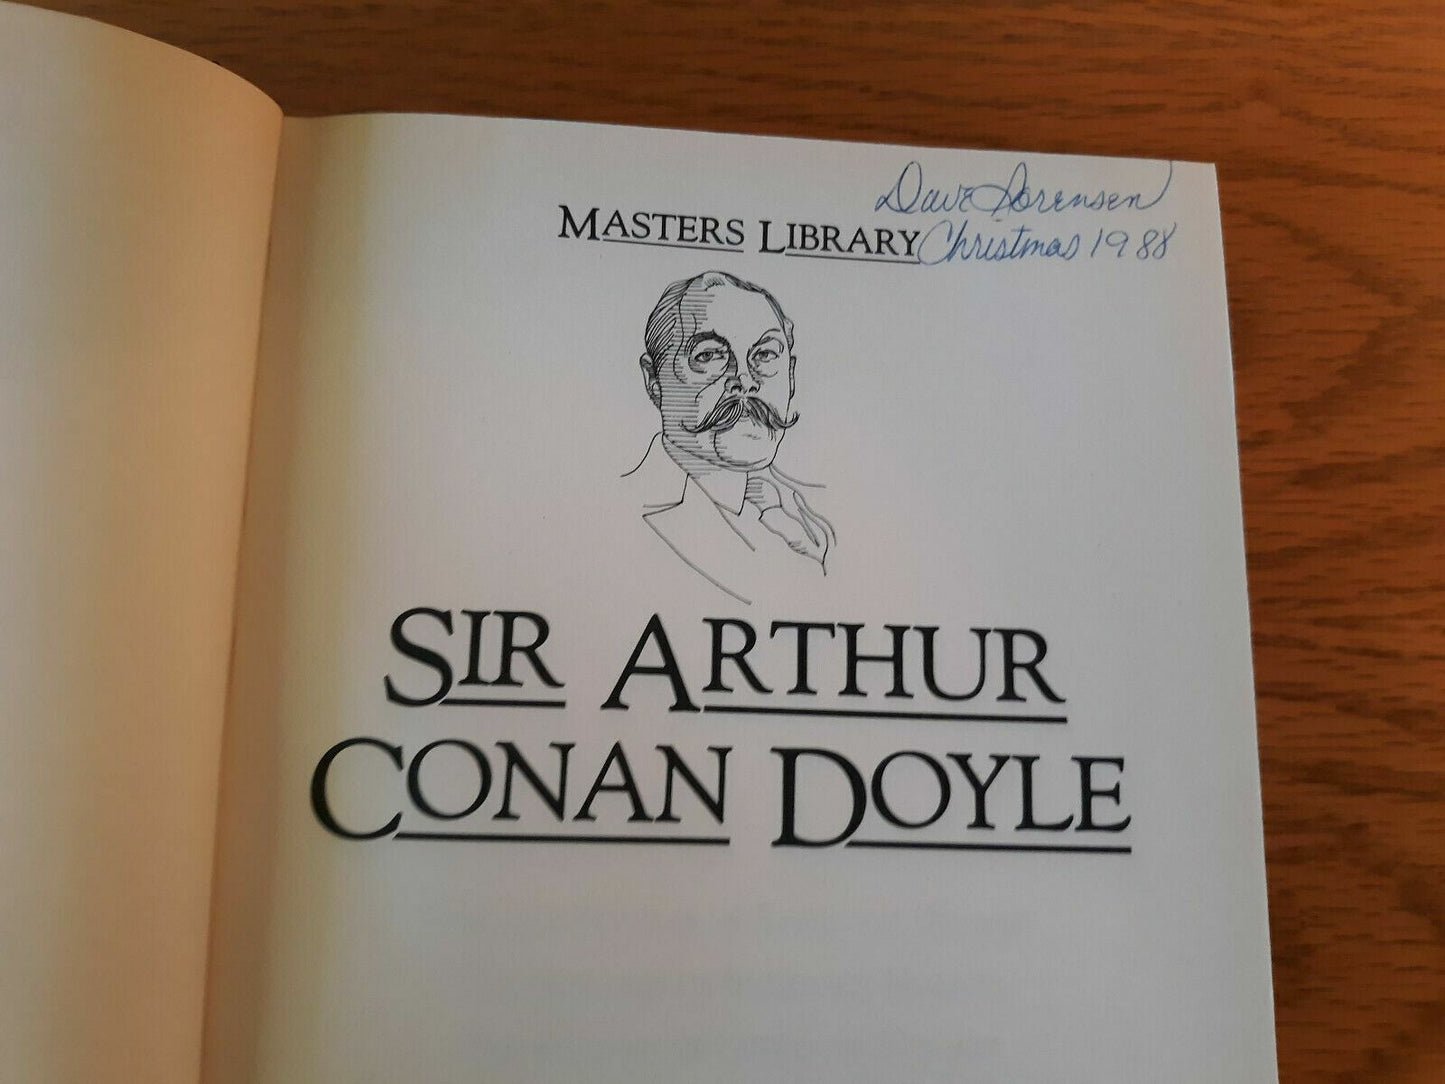 Dave Sorensen
MASTERS LIBRARY Christmas 1988
SIR ARTHUR
CONAN DOYLE